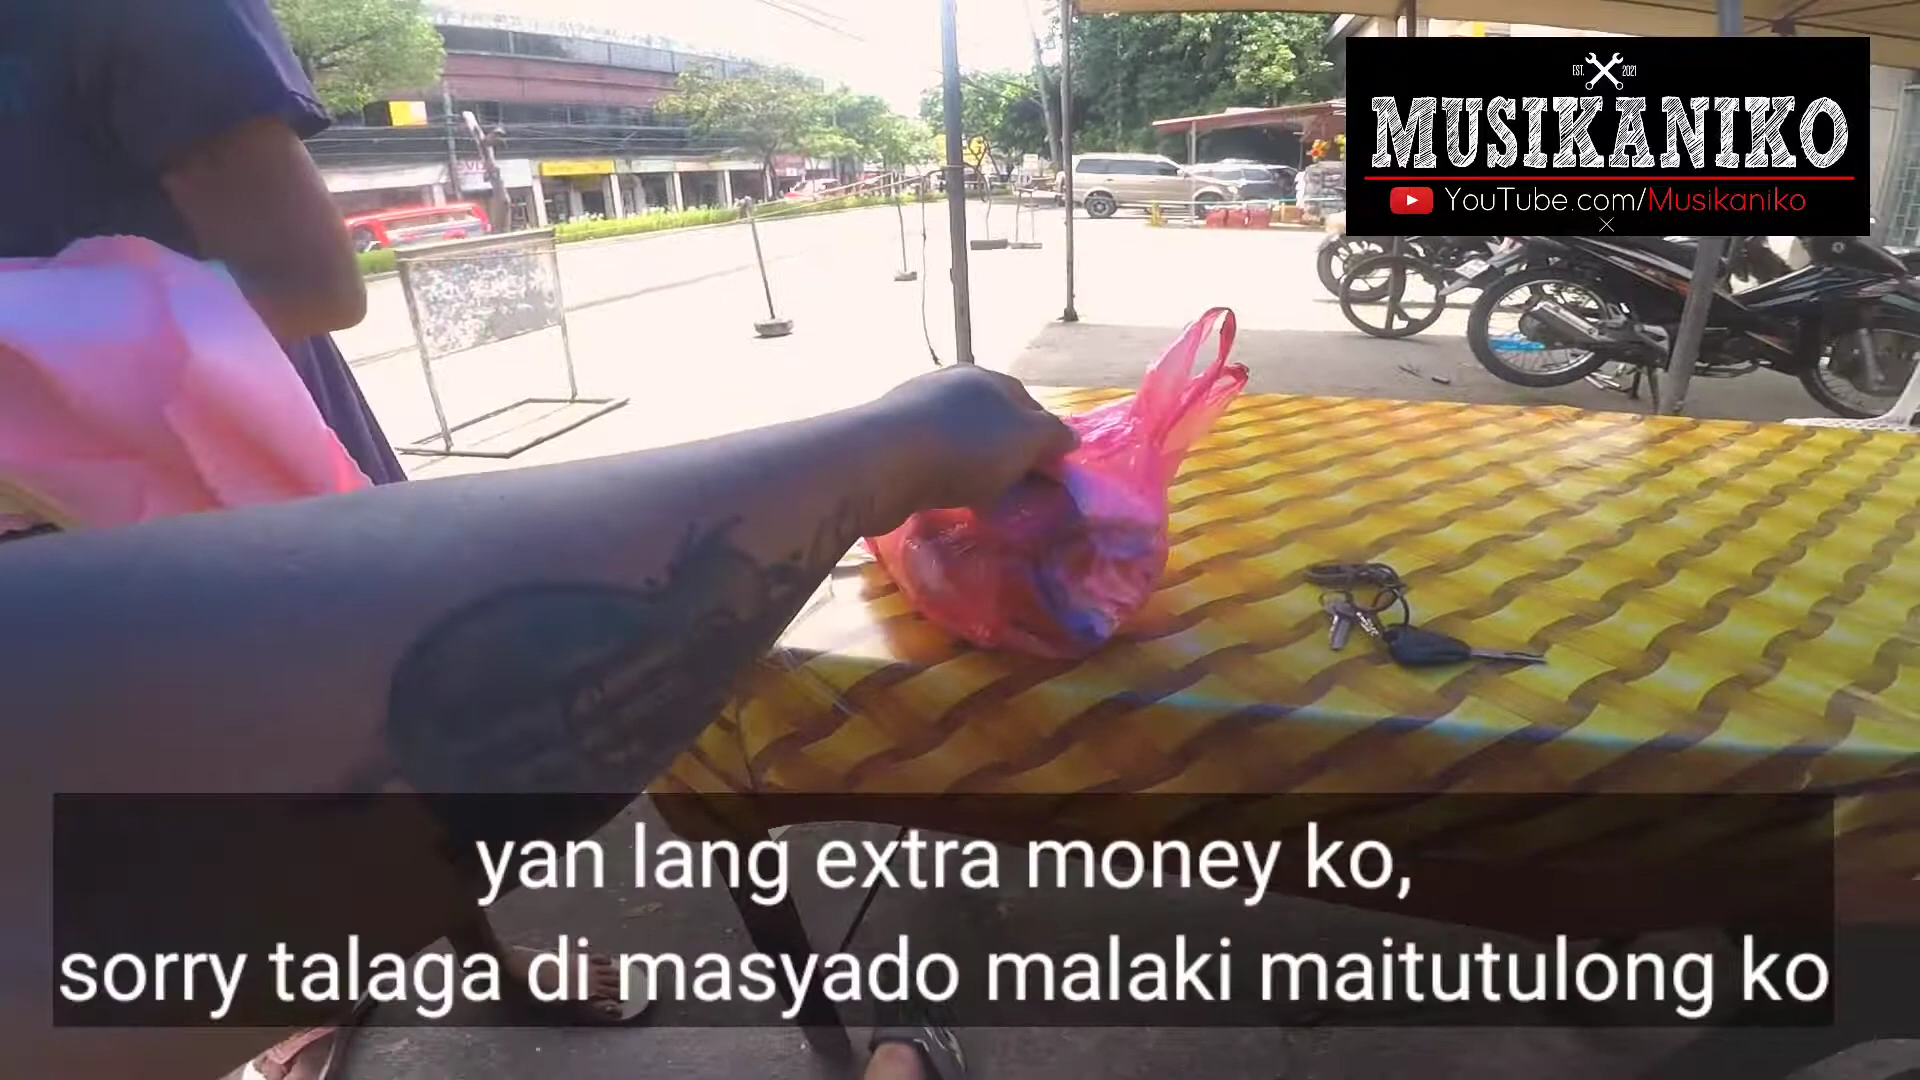 EST. 2021
MUSIKANIKO
YouTube.com/Musikaniko
yan lang extra money ko,
sorry talaga di masyado malaki maitutulong ko